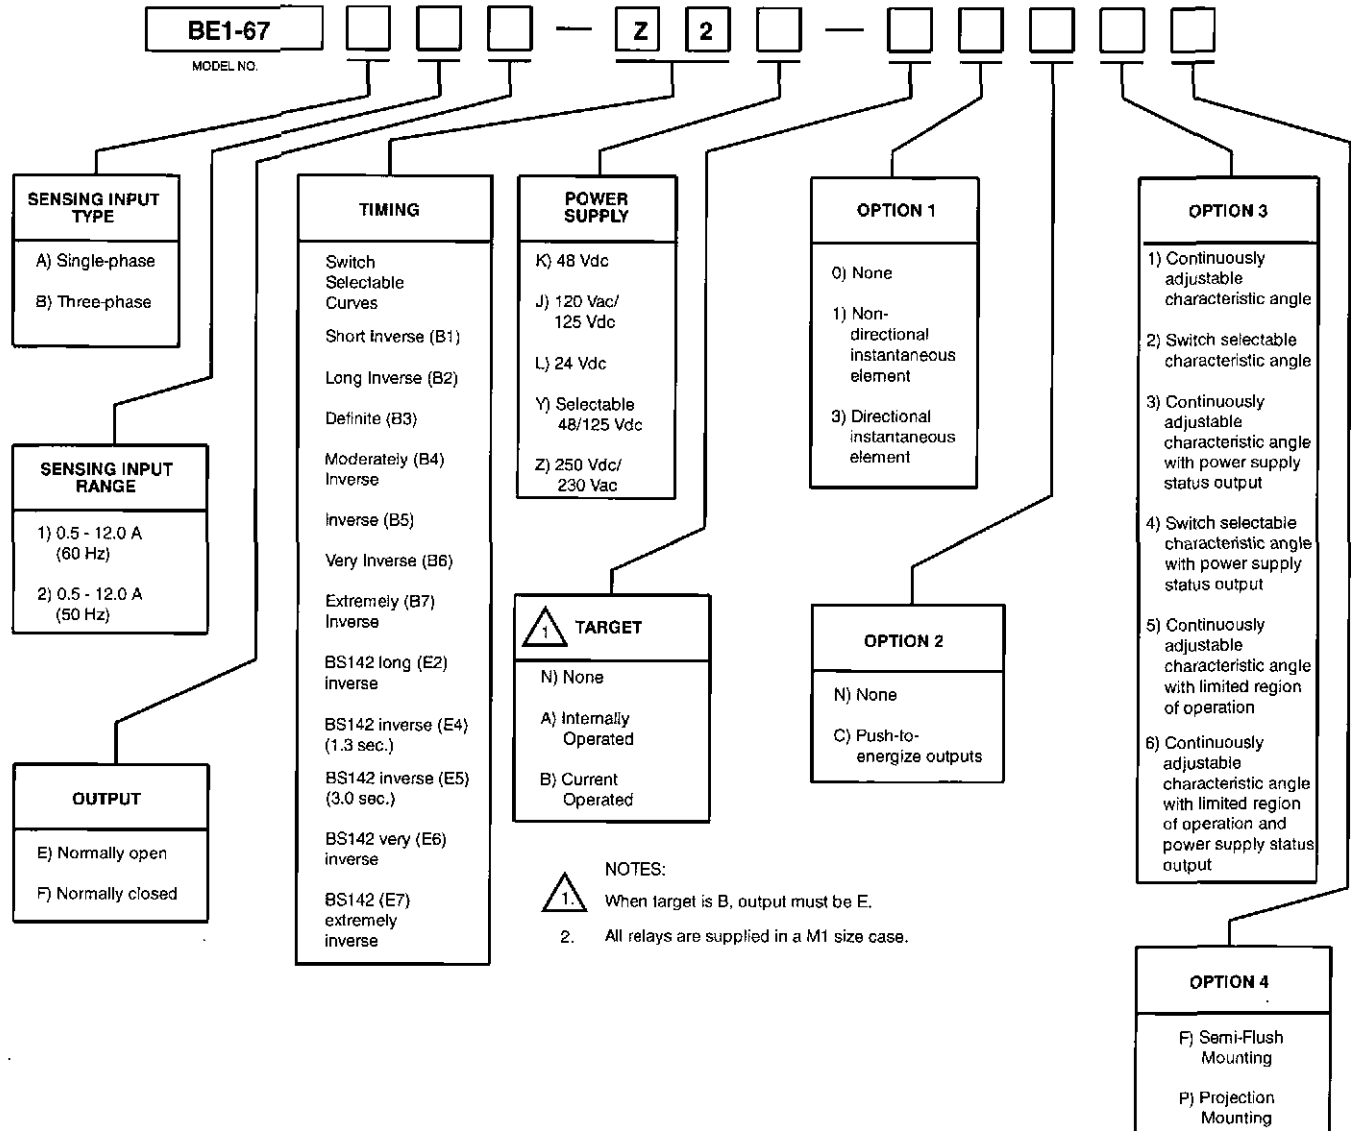 BE1-67
— Z 2 —
MODEL NO.
SENSING INPUT
TYPE
A) Single-phase
B) Three-phase
SENSING INPUT
RANGE
1) 0.5 - 12.0 A
(60 Hz)
2) 0.5 - 12.0 A
(50 Hz)
OUTPUT
E) Normally open
F) Normally closed
TIMING
Switch
Selectable
Curves
Short Inverse (B1)
Long Inverse (B2)
Definite (B3)
Moderately (B4)
Inverse
Inverse (B5)
Very Inverse (B6)
Extremely (B7)
Inverse
BS142 long (E2)
inverse
BS142 inverse (E4)
(1.3 sec.)
BS142 inverse (E5)
(3.0 sec.)
BS142 very (E6)
inverse
BS142 (E7)
extremely
inverse
POWER
SUPPLY
K) 48 Vdc
J) 120 Vac/
125 Vdc
L) 24 Vdc
Y) Selectable
48/125 Vdc
Z) 250 Vdc/
230 Vac
1 TARGET
N) None
A) Internally
Operated
B) Current
Operated
OPTION 1
0) None
1) Non-
directional
instantaneous
element
3) Directional
instantaneous
element
OPTION 2
N) None
C) Push-to-
energize outputs
OPTION 3
1) Continuously
adjustable
characteristic angle
2) Switch selectable
characteristic angle
3) Continuously
adjustable
characteristic angle
with power supply
status output
4) Switch selectable
characteristic angle
with power supply
status output
5) Continuously
adjustable
characteristic angle
with limited region
of operation
6) Continuously
adjustable
characteristic angle
with limited region
of operation and
power supply status
output
OPTION 4
F) Semi-Flush
Mounting
P) Projection
Mounting
NOTES:
1. When target is B, output must be E.
2. All relays are supplied in a M1 size case.